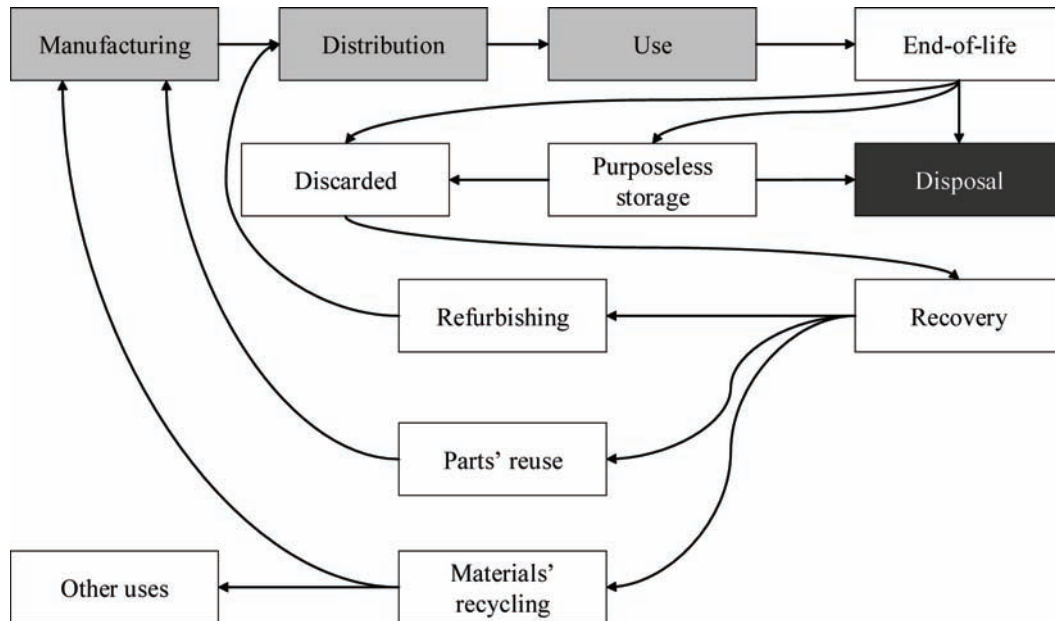 Manufacturing
Distribution
Use
End-of-life
Discarded
Purposeless
storage
Disposal
Refurbishing
Recovery
Parts’ reuse
Other uses
Materials’
recycling